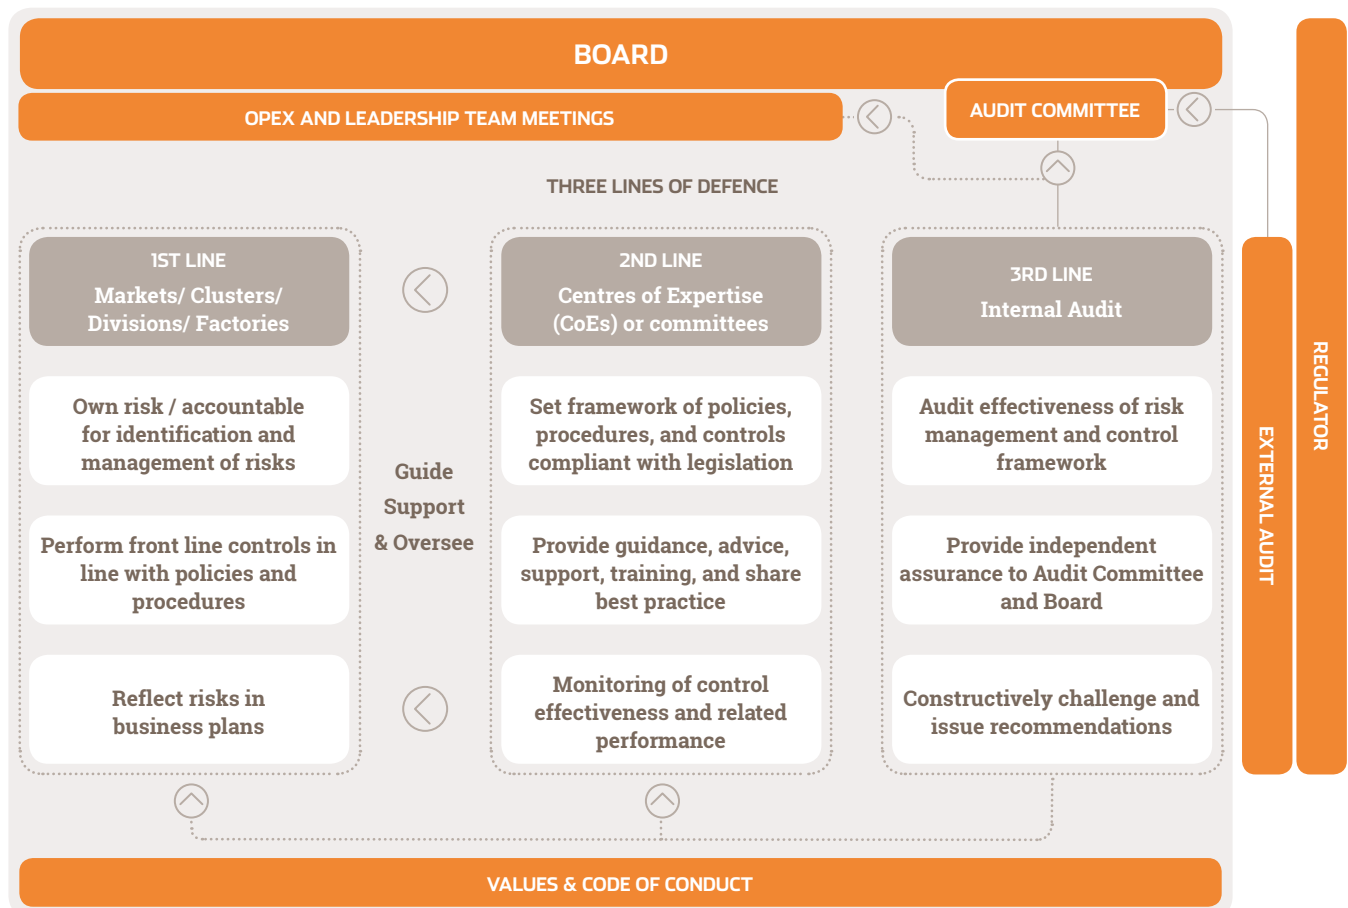 BOARD
OPEX AND LEADERSHIP TEAM MEETINGS
AUDIT COMMITTEE
THREE LINES OF DEFENCE
1ST LINE
Markets/ Clusters/
Divisions/ Factories
Own risk / accountable
for identification and
management of risks
Perform front line controls in
line with policies and
procedures
Reflect risks in
business plans
Guide
Support
& Oversee
2ND LINE
Centres of Expertise
(CoEs) or committees
Set framework of policies,
procedures, and controls
compliant with legislation
Provide guidance, advice,
support, training, and share
best practice
Monitoring of control
effectiveness and related
performance
3RD LINE
Internal Audit
Audit effectiveness of risk
management and control
framework
Provide independent
assurance to Audit Committee
and Board
Constructively challenge and
issue recommendations
EXTERNAL AUDIT
REGULATOR
VALUES & CODE OF CONDUCT